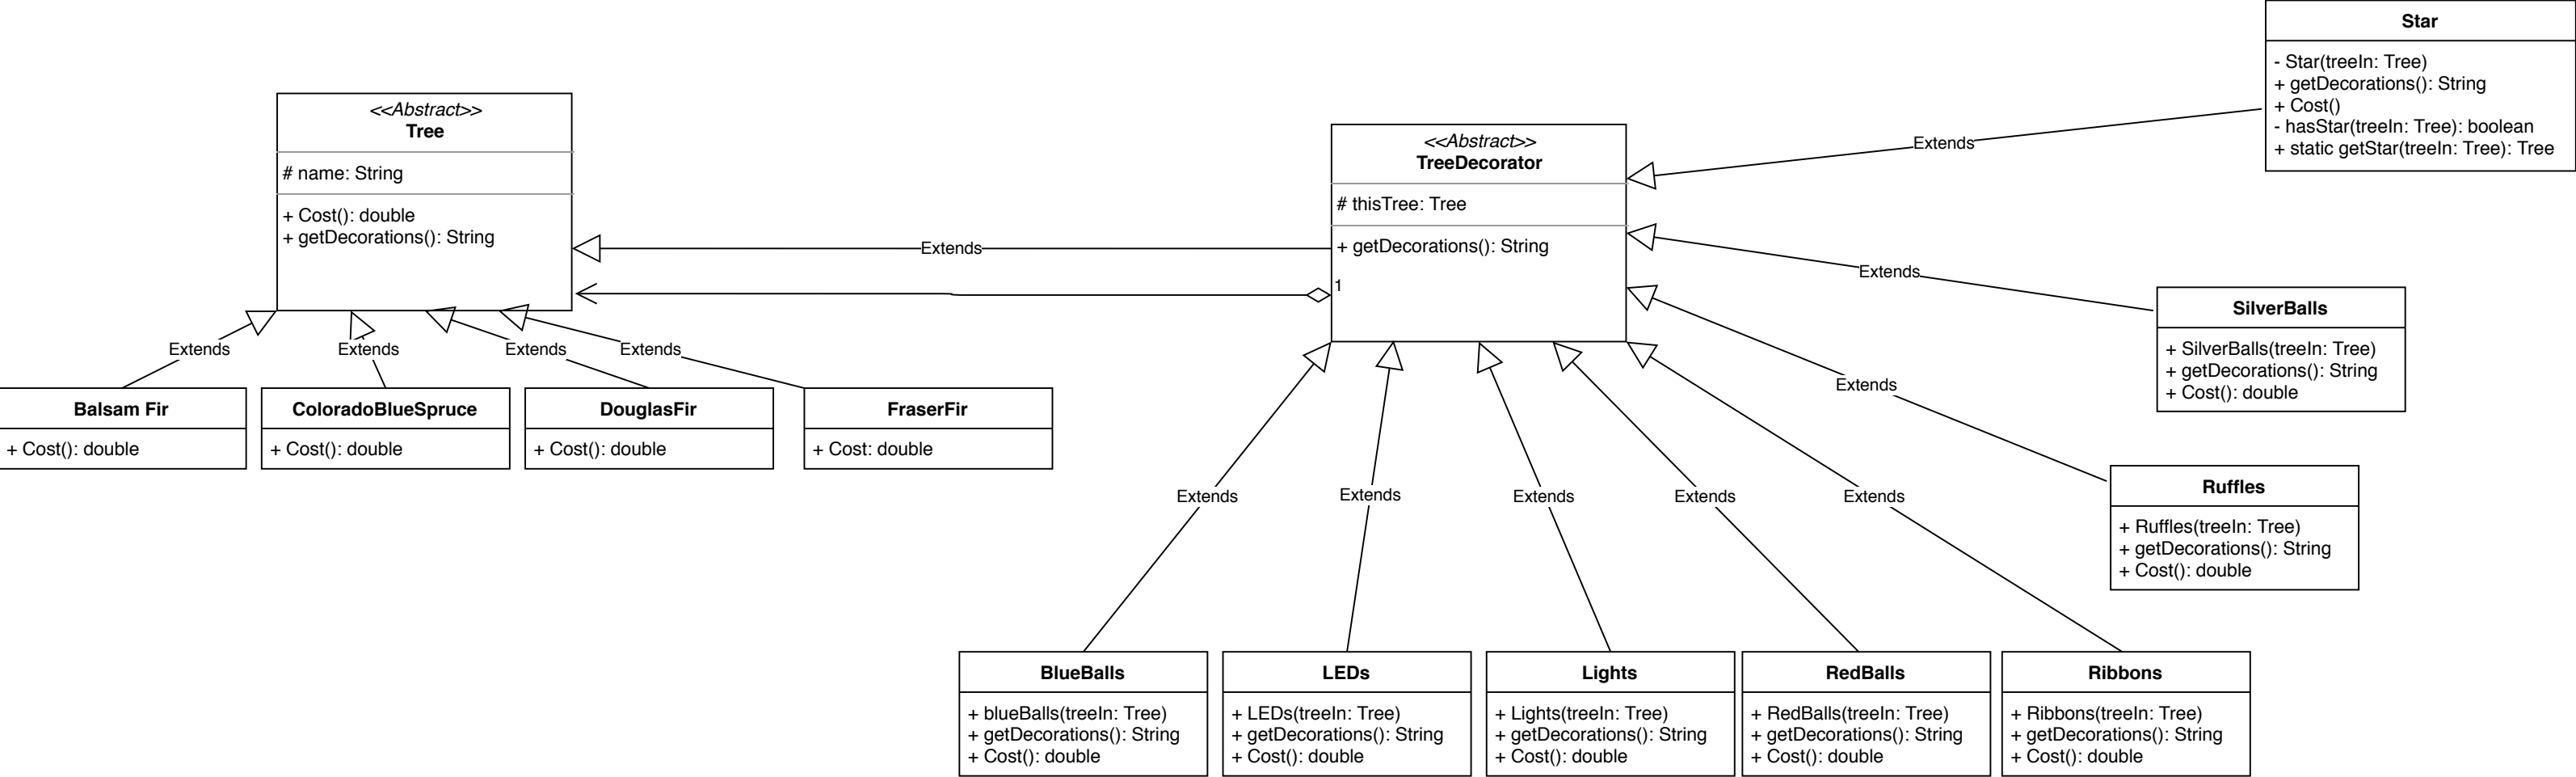 Star
- Star(treeIn: Tree)
+ getDecorations(): String
+ Cost()
- hasStar(treeIn: Tree): boolean
+ static getStar(treeIn: Tree): Tree
<<Abstract>>
Tree
# name: String
+ Cost(): double
+ getDecorations(): String
<<Abstract>>
TreeDecorator
# thisTree: Tree
+ getDecorations(): String
1
Extends
Extends
Extends
Extends
Extends
Extends
Extends
Extends
SilverBalls
+ SilverBalls(treeIn: Tree)
+ getDecorations(): String
+ Cost(): double
Balsam Fir
+ Cost(): double
ColoradoBlueSpruce
+ Cost(): double
DouglasFir
+ Cost(): double
FraserFir
+ Cost: double
Extends
Extends
Extends
Extends
Extends
Ruffles
+ Ruffles(treeIn: Tree)
+ getDecorations(): String
+ Cost(): double
BlueBalls
+ blueBalls(treeIn: Tree)
+ getDecorations(): String
+ Cost(): double
LEDs
+ LEDs(treeIn: Tree)
+ getDecorations(): String
+ Cost(): double
Lights
+ Lights(treeIn: Tree)
+ getDecorations(): String
+ Cost(): double
RedBalls
+ RedBalls(treeIn: Tree)
+ getDecorations(): String
+ Cost(): double
Ribbons
+ Ribbons(treeIn: Tree)
+ getDecorations(): String
+ Cost(): double